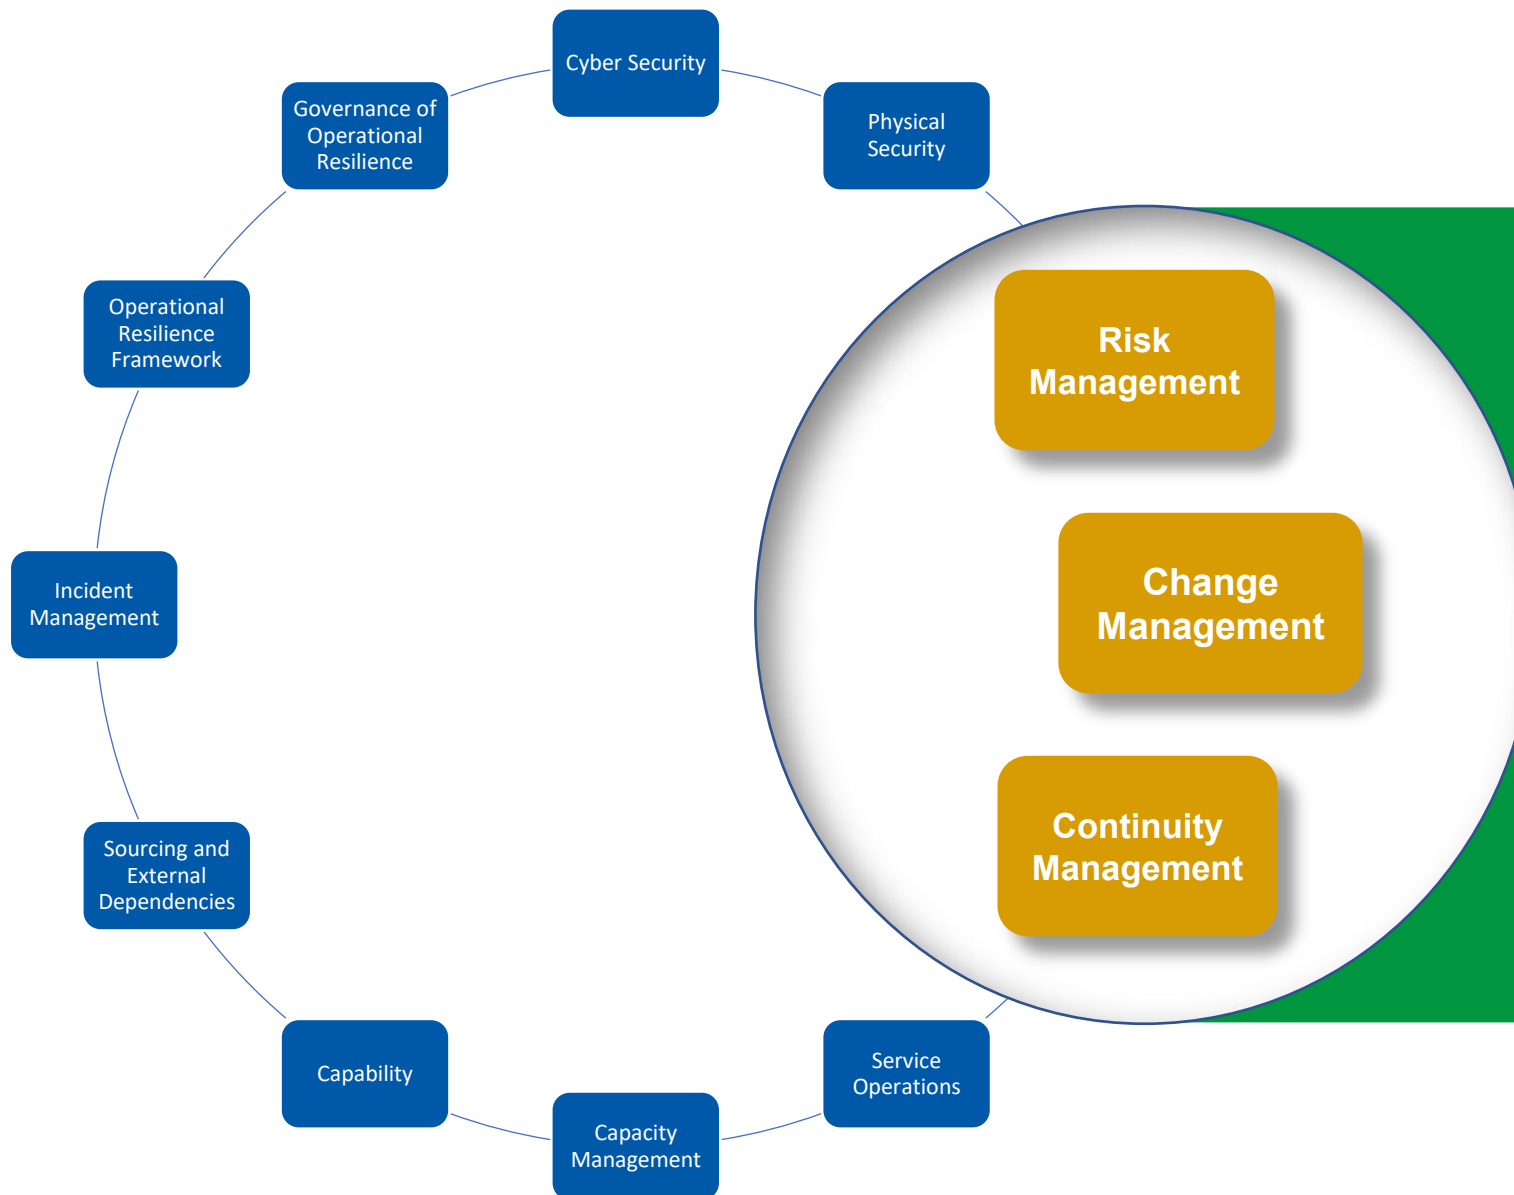 Cyber Security
Physical
Security
Risk
Management
Change
Management
Continuity
Management
Service
Operations
Capacity
Management
Capability
Sourcing and
External
Dependencies
Incident
Management
Operational
Resilience
Framework
Governance of
Operational
Resilience